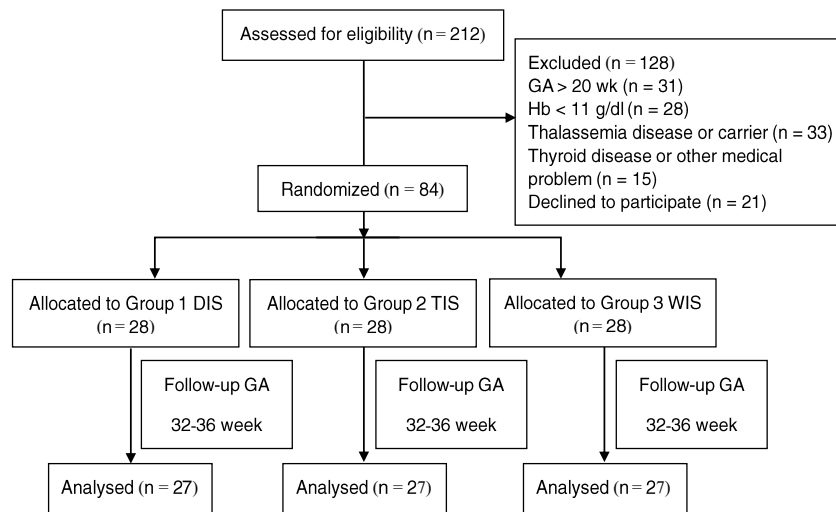 Assessed for eligibility (n = 212)
Excluded (n = 128)
GA > 20 wk (n = 31)
Hb < 11 g/dl (n = 28)
Thalassemia disease or carrier (n = 33)
Thyroid disease or other medical
problem (n = 15)
Declined to participate (n = 21)
Randomized (n = 84)
Allocated to Group 1 DIS
(n = 28)
Allocated to Group 2 TIS
(n = 28)
Allocated to Group 3 WIS
(n = 28)
Follow-up GA
32-36 week
Follow-up GA
32-36 week
Follow-up GA
32-36 week
Analysed (n = 27)
Analysed (n = 27)
Analysed (n = 27)